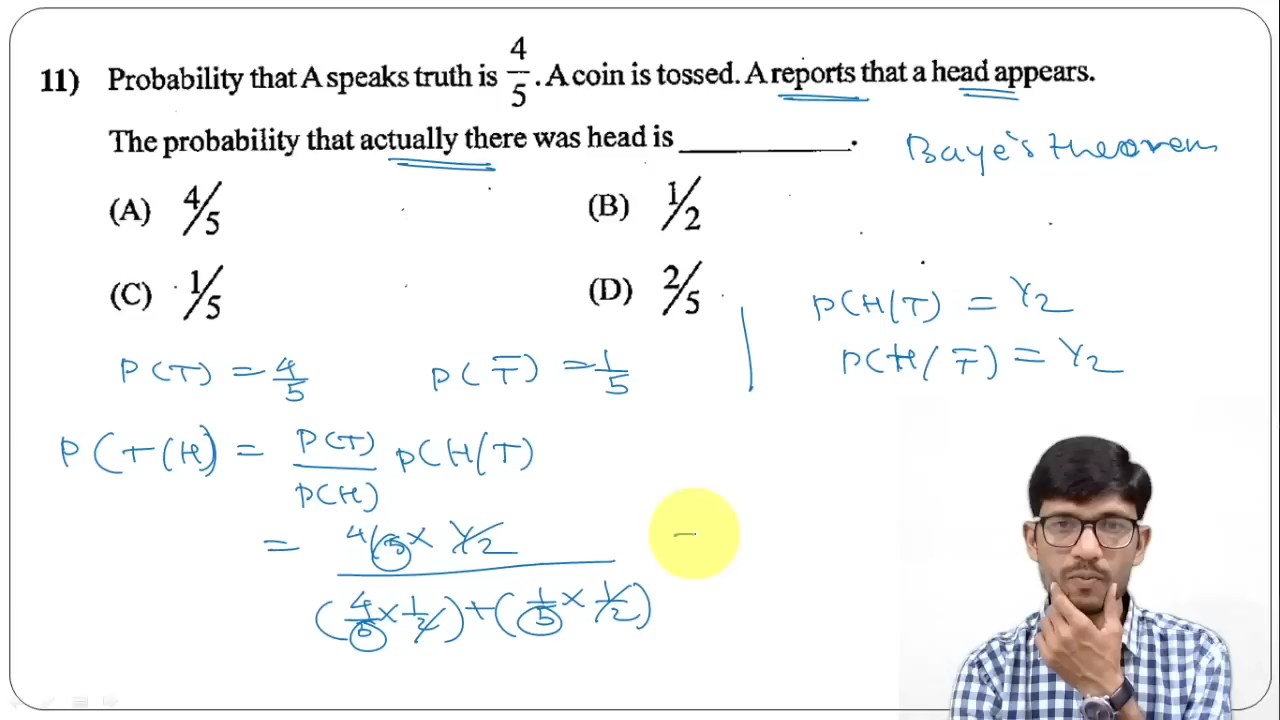 11) Probability that A speaks truth is 4/5. A coin is tossed. A reports that a head appears.
The probability that actually there was head is ___________.
Baye's theorem
(A) 4/5 (B) 1/2
(C) 1/5 (D) 2/5
P(H/T) = 1/2
P(H/T̅) = 1/2
P(T) = 4/5 P(T̅) = 1/5
P(T/H) = P(T)/P(H) P(H/T)
= 4/5 × 1/2 =
(4/5 × 1/2) + (1/5 × 1/2)